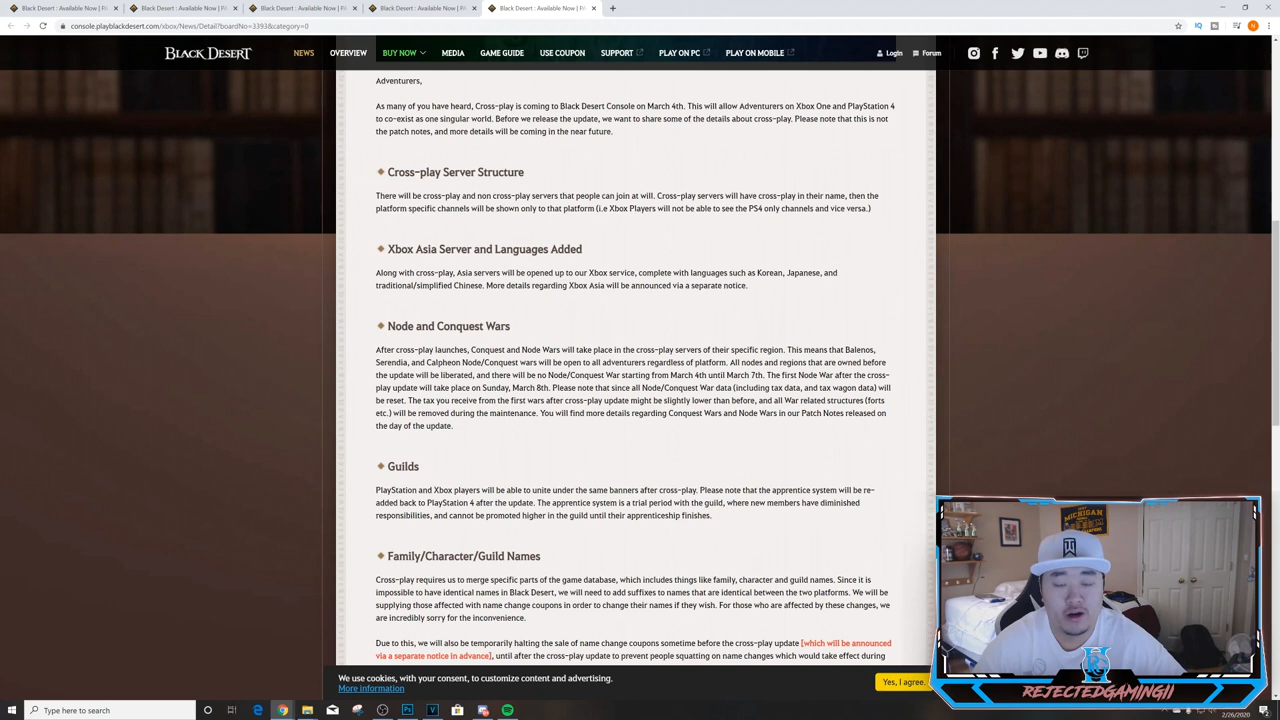 Black Desert : Available Now | PA
Black Desert : Available Now | PA
Black Desert : Available Now | PA
Black Desert : Available Now | PA
Black Desert : Available Now | PA
console.playblackdesert.com/xbox/News/Detail?boardNo=3393&category=0
BLACK DESERT
NEWS OVERVIEW BUY NOW MEDIA GAME GUIDE USE COUPON SUPPORT PLAY ON PC PLAY ON MOBILE Login Forum
Adventurers,
As many of you have heard, Cross-play is coming to Black Desert Console on March 4th. This will allow Adventurers on Xbox One and PlayStation 4
to co-exist as one singular world. Before we release the update, we want to share some of the details about cross-play. Please note that this is not
the patch notes, and more details will be coming in the near future.
Cross-play Server Structure
There will be cross-play and non cross-play servers that people can join at will. Cross-play servers will have cross-play in their name, then the
platform specific channels will be shown only to that platform (i.e Xbox Players will not be able to see the PS4 only channels and vice versa.)
Xbox Asia Server and Languages Added
Along with cross-play, Asia servers will be opened up to our Xbox service, complete with languages such as Korean, Japanese, and
traditional/simplified Chinese. More details regarding Xbox Asia will be announced via a separate notice.
Node and Conquest Wars
After cross-play launches, Conquest and Node Wars will take place in the cross-play servers of their specific region. This means that Balenos,
Serendia, and Calpheon Node/Conquest wars will be open to all adventurers regardless of platform. All nodes and regions that are owned before
the update will be liberated, and there will be no Node/Conquest War starting from March 4th until March 7th. The first Node War after the cross-
play update will take place on Sunday, March 8th. Please note that since all Node/Conquest War data (including tax data, and tax wagon data) will
be reset. The tax you receive from the first wars after cross-play update might be slightly lower than before, and all War related structures (forts
etc.) will be removed during the maintenance. You will find more details regarding Conquest Wars and Node Wars in our Patch Notes released on
the day of the update.
Guilds
PlayStation and Xbox players will be able to unite under the same banners after cross-play. Please note that the apprentice system will be re-
added back to PlayStation 4 after the update. The apprentice system is a trial period with the guild, where new members have diminished
responsibilities, and cannot be promoted higher in the guild until their apprenticeship finishes.
Family/Character/Guild Names
Cross-play requires us to merge specific parts of the game database, which includes things like family, character and guild names. Since it is
impossible to have identical names in Black Desert, we will need to add suffixes to names that are identical between the two platforms. We will be
supplying those affected with name change coupons in order to change their names if they wish. For those who are affected by these changes, we
are incredibly sorry for the inconvenience.
Due to this, we will also be temporarily halting the sale of name change coupons sometime before the cross-play update [which will be announced
via a separate notice in advance], until after the cross-play update to prevent people squatting on name changes which would take effect during
We use cookies, with your consent, to customize content and advertising.
More information
Yes, I agree.
MICHIGAN
REJECTEDGAMINGII
Type here to search
2/26/2020